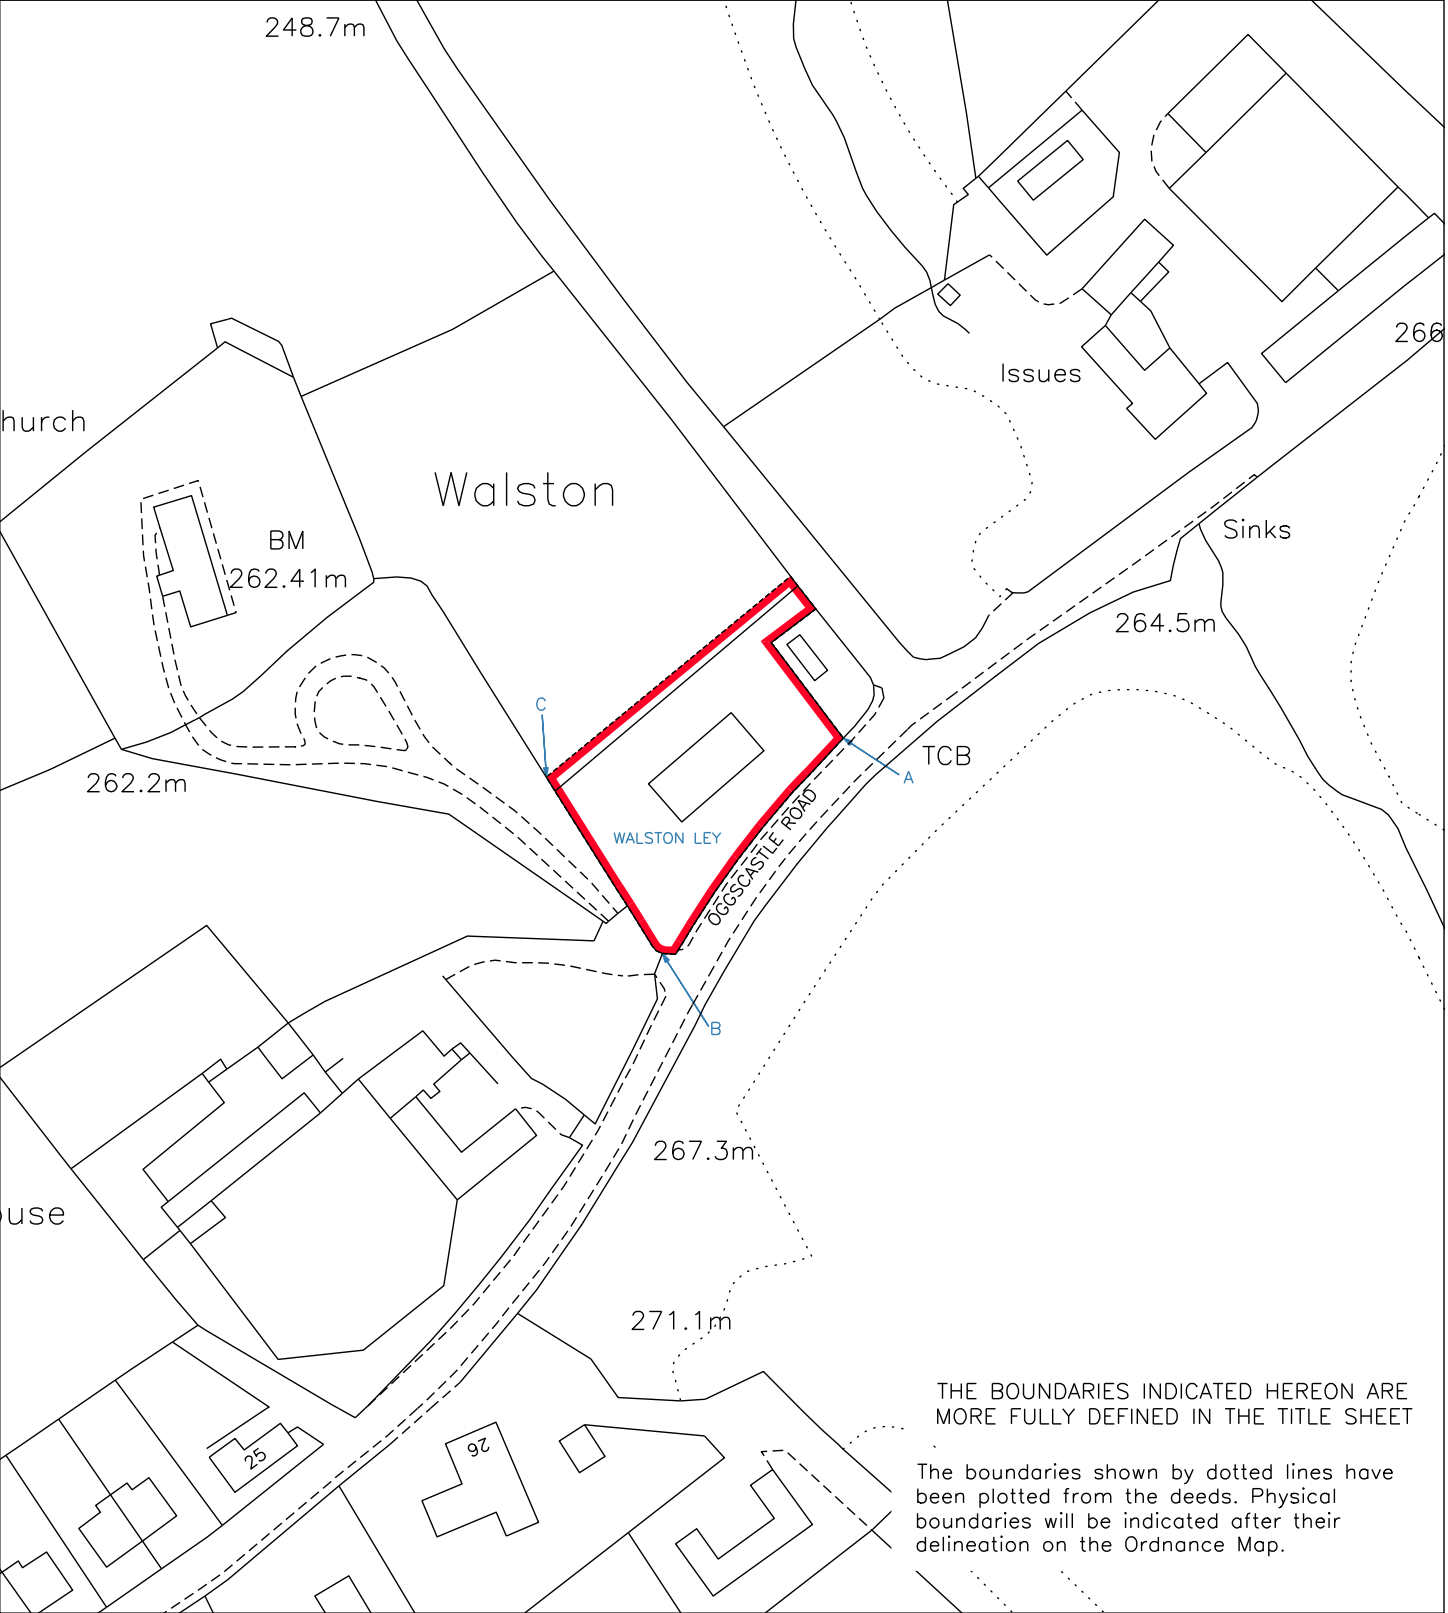 248.7m
266
Issues
hurch
Walston
Sinks
BM
262.41m
264.5m
C
TCB
A
262.2m
OGGSCASTLE ROAD
WALSTON LEY
B
267.3m
ouse
271.1m
THE BOUNDARIES INDICATED HEREON ARE
MORE FULLY DEFINED IN THE TITLE SHEET
26
25
The boundaries shown by dotted lines have
been plotted from the deeds. Physical
boundaries will be indicated after their
delineation on the Ordnance Map.